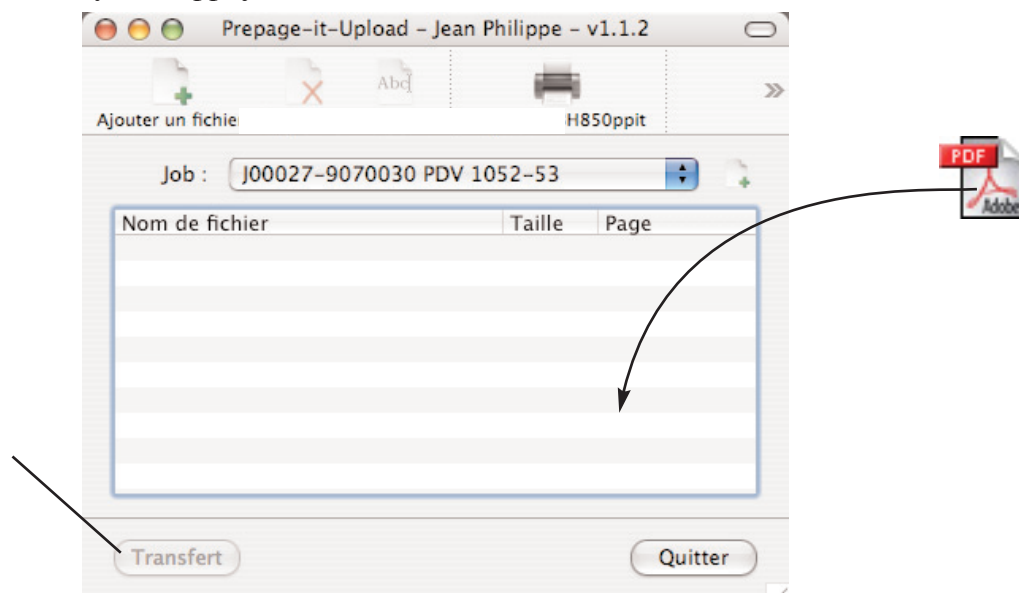 Prepage-it-Upload – Jean Philippe – v1.1.2
Abc
Ajouter un fichie
H850ppit
Job : J00027-9070030 PDV 1052-53
Nom de fichier Taille Page
PDF
Adobe
Transfert Quitter